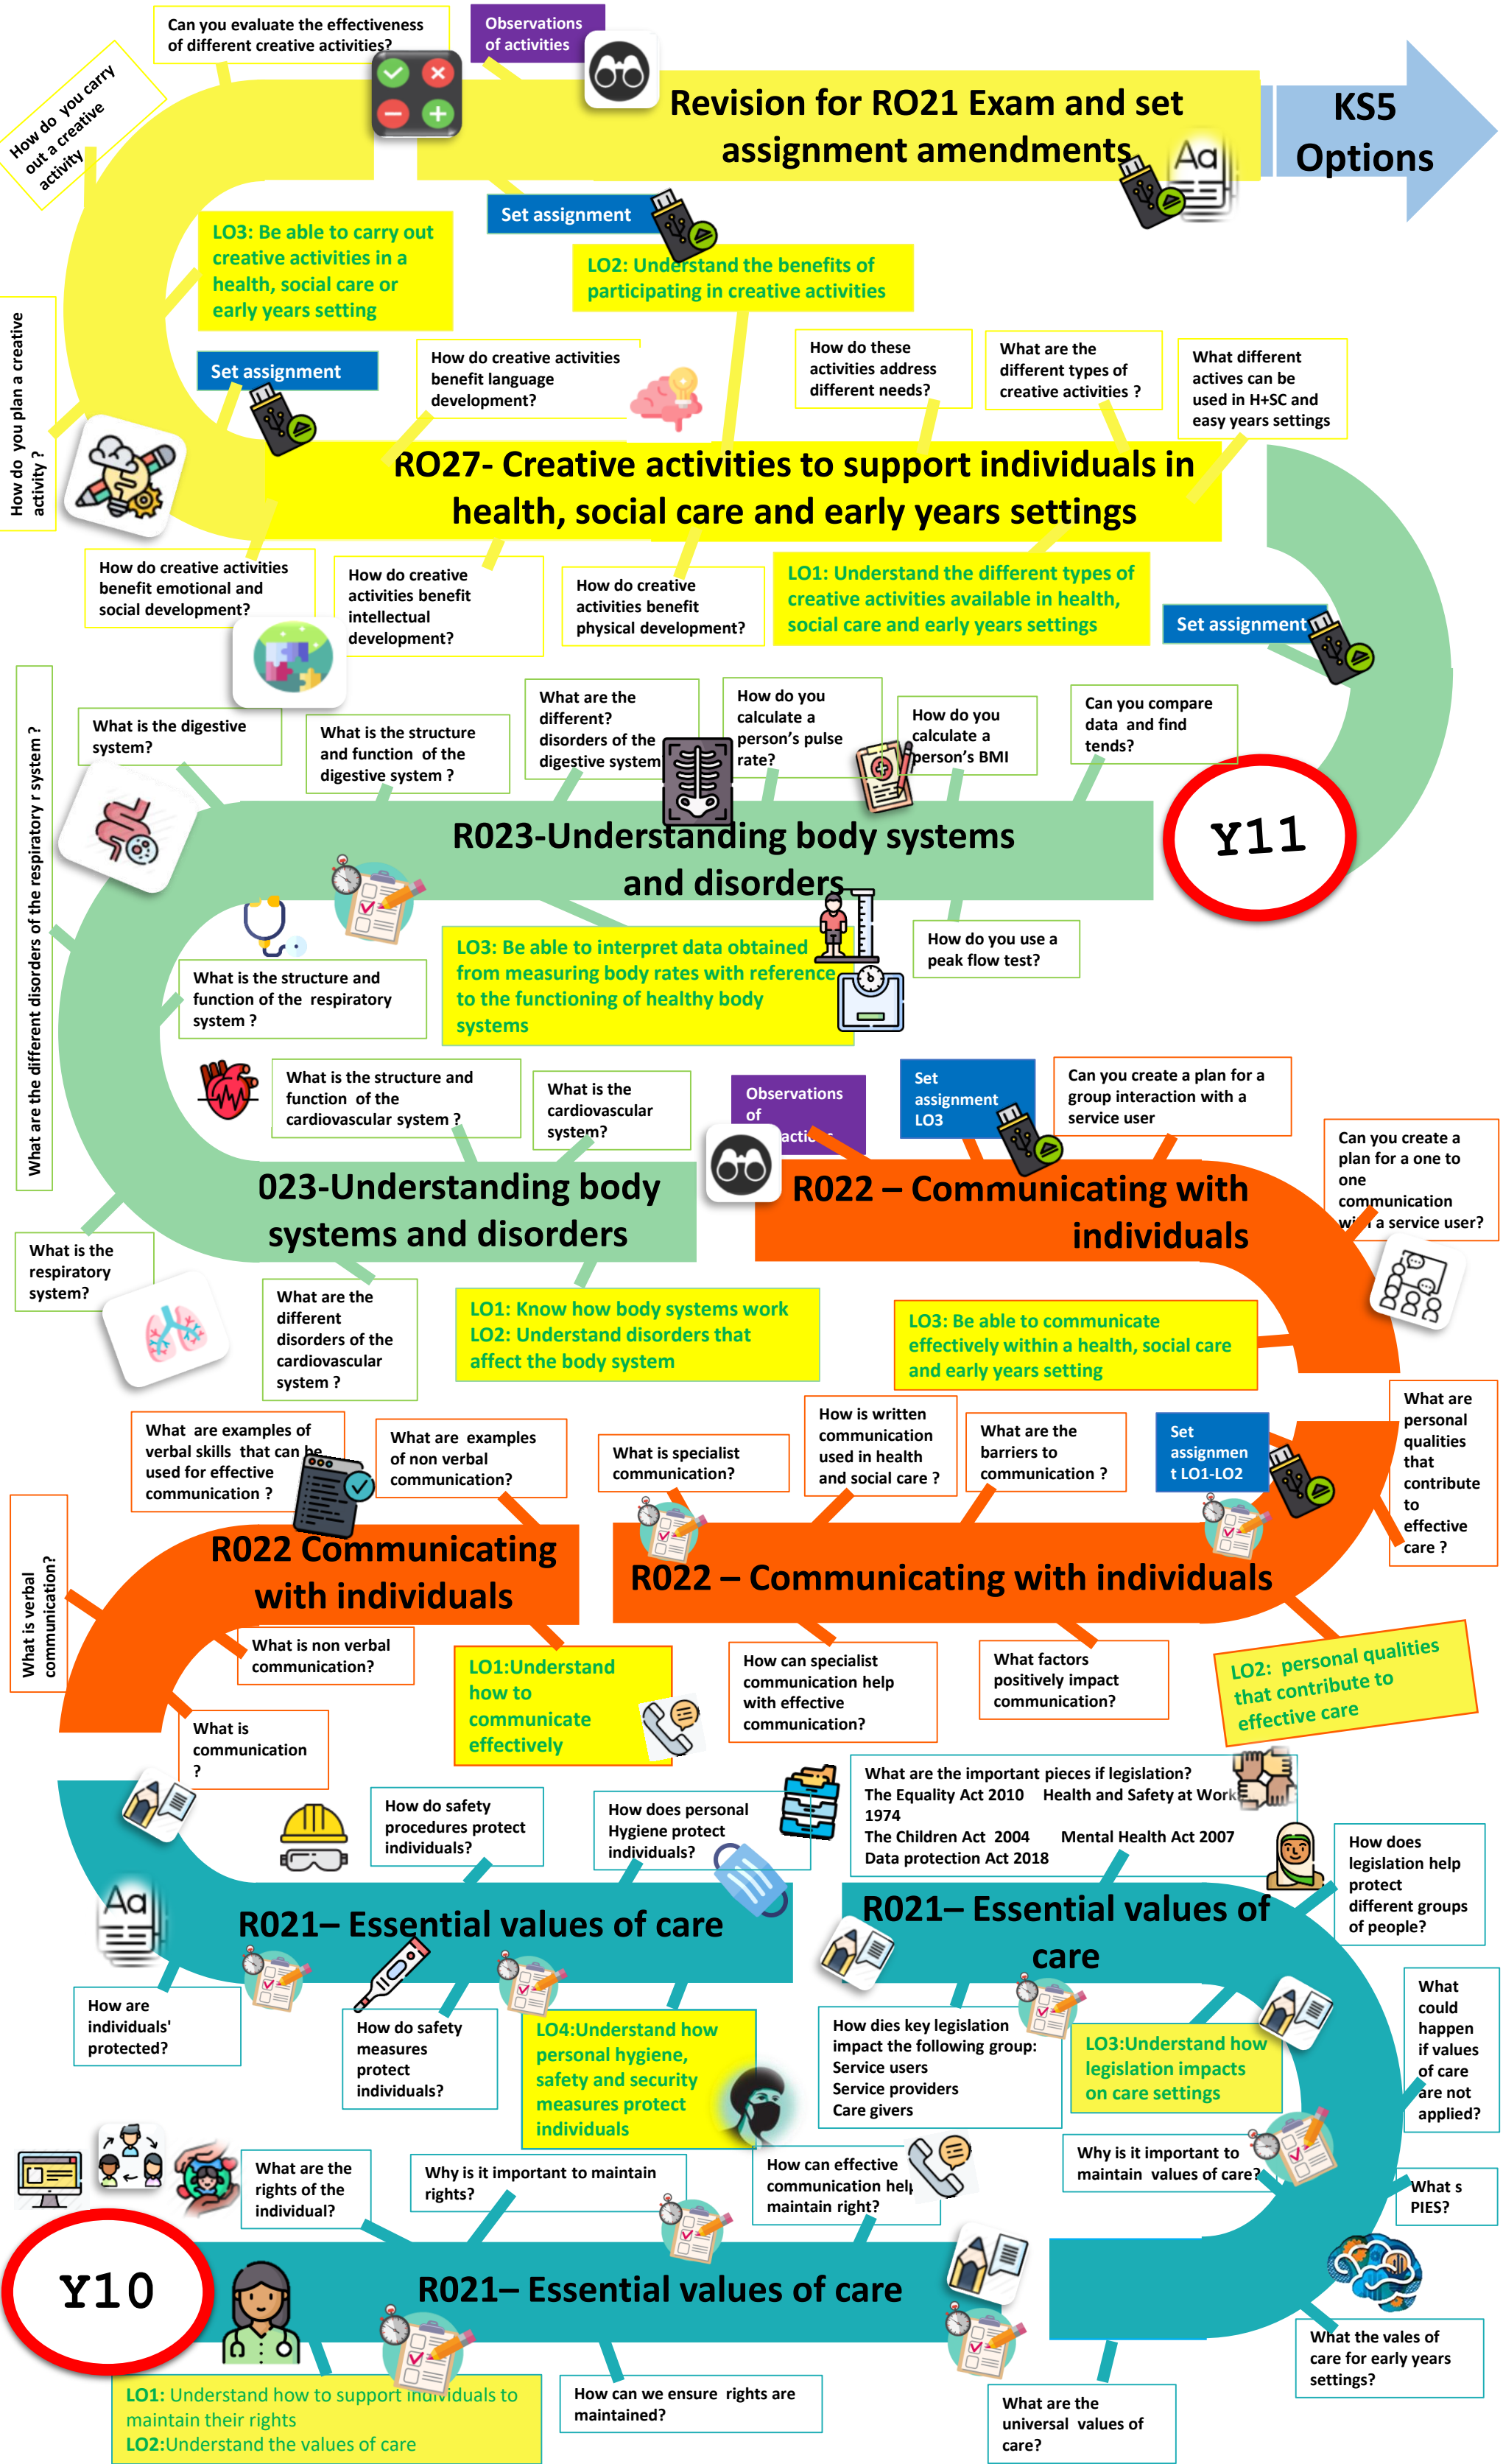 Can you evaluate the effectiveness
of different creative activities?
Observations
of activities
How do  you carry
out a creative
activity
Revision for RO21 Exam and set
assignment amendments
KS5
Options
Set assignment
LO3: Be able to carry out
creative activities in a
health, social care or
early years setting
LO2: Understand the benefits of
participating in creative activities
How do  you plan a creative
activity ?
Set assignment
How do creative activities
benefit language
development?
How do these
activities address
different needs?
What are the
different types of
creative activities ?
What different
actives can be
used in H+SC and
easy years settings
RO27- Creative activities to support individuals in
health, social care and early years settings
How do creative activities
benefit emotional and
social development?
How do creative
activities benefit
intellectual
development?
How do creative
activities benefit
physical development?
LO1: Understand the different types of
creative activities available in health,
social care and early years settings
Set assignment
What are the different disorders of the respiratory r system ?
What is the digestive
system?
What is the structure
and function  of the
digestive system ?
What are the
different?
disorders of the
digestive system
How do you
calculate a
person's pulse
rate?
How do you
calculate a
person's BMI
Can you compare
data  and find
tends?
Y11
R023-Understanding body systems
and disorders
What is the structure and
function of the  respiratory
system ?
LO3: Be able to interpret data obtained
from measuring body rates with reference
to the functioning of healthy body
systems
How do you use a
peak flow test?
What is the structure and
function  of the
cardiovascular system ?
What is the
cardiovascular
system?
Observations
of
Set
assignment
LO3
Can you create a plan for a
group interaction with a
service user
Can you create a
plan for a one to
one
communication
with a service user?
023-Understanding body
systems and disorders
R022 – Communicating with
individuals
What is the
respiratory
system?
What are the
different
disorders of the
cardiovascular
system ?
LO1: Know how body systems work
LO2: Understand disorders that
affect the body system
LO3: Be able to communicate
effectively within a health, social care
and early years setting
What are
personal
qualities
that
contribute
to
effective
care ?
What  are examples of
verbal skills  that can be
used for effective
communication ?
What are  examples
of non verbal
communication?
What is specialist
communication?
How is written
communication
used in health
and social care ?
What are the
barriers to
communication ?
Set
assignmen
t LO1-LO2
What is verbal
communication?
R022 Communicating
with individuals
R022 – Communicating with individuals
What is non verbal
communication?
What is
communication
?
LO1:Understand
how to
communicate
effectively
How can specialist
communication help
with effective
communication?
What factors
positively impact
communication?
LO2:  personal qualities
that contribute to
effective care
How do safety
procedures protect
individuals?
How does personal
Hygiene protect
individuals?
What are the important pieces if legislation?
The Equality Act 2010    Health and Safety at Work
1974
The Children Act  2004       Mental Health Act 2007
Data protection Act 2018
How does
legislation help
protect
different groups
of people?
Aa
R021– Essential values of care
R021– Essential values of
care
How are
individuals'
protected?
How do safety
measures
protect
individuals?
LO4:Understand how
personal hygiene,
safety and security
measures protect
individuals
How dies key legislation
impact the following group:
Service users
Service providers
Care givers
LO3:Understand how
legislation impacts
on care settings
What
could
happen
if values
of care
are not
applied?
What are the
rights of the
individual?
Why is it important to maintain
rights?
How can effective
communication help
maintain right?
Why is it important to
maintain  values of care?
What s
PIES?
Y10
R021– Essential values of care
What the vales of
care for early years
settings?
LO1: Understand how to support individuals to
maintain their rights
LO2:Understand the values of care
How can we ensure  rights are
maintained?
What are the
universal  values of
care?